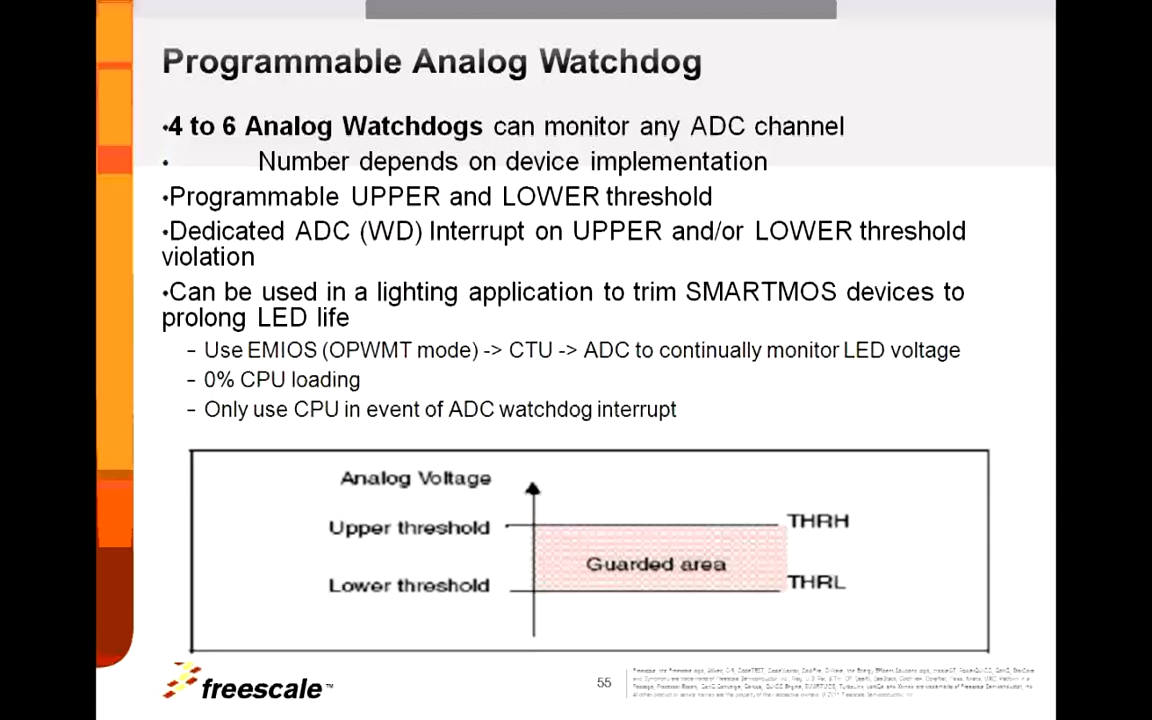 Programmable Analog Watchdog
•4 to 6 Analog Watchdogs can monitor any ADC channel
• Number depends on device implementation
•Programmable UPPER and LOWER threshold
•Dedicated ADC (WD) Interrupt on UPPER and/or LOWER threshold
violation
•Can be used in a lighting application to trim SMARTMOS devices to
prolong LED life
– Use EMIOS (OPWMT mode) -> CTU -> ADC to continually monitor LED voltage
– 0% CPU loading
– Only use CPU in event of ADC watchdog interrupt
Analog Voltage
Upper threshold
THRH
Guarded area
Lower threshold
THRL
freescale™
55